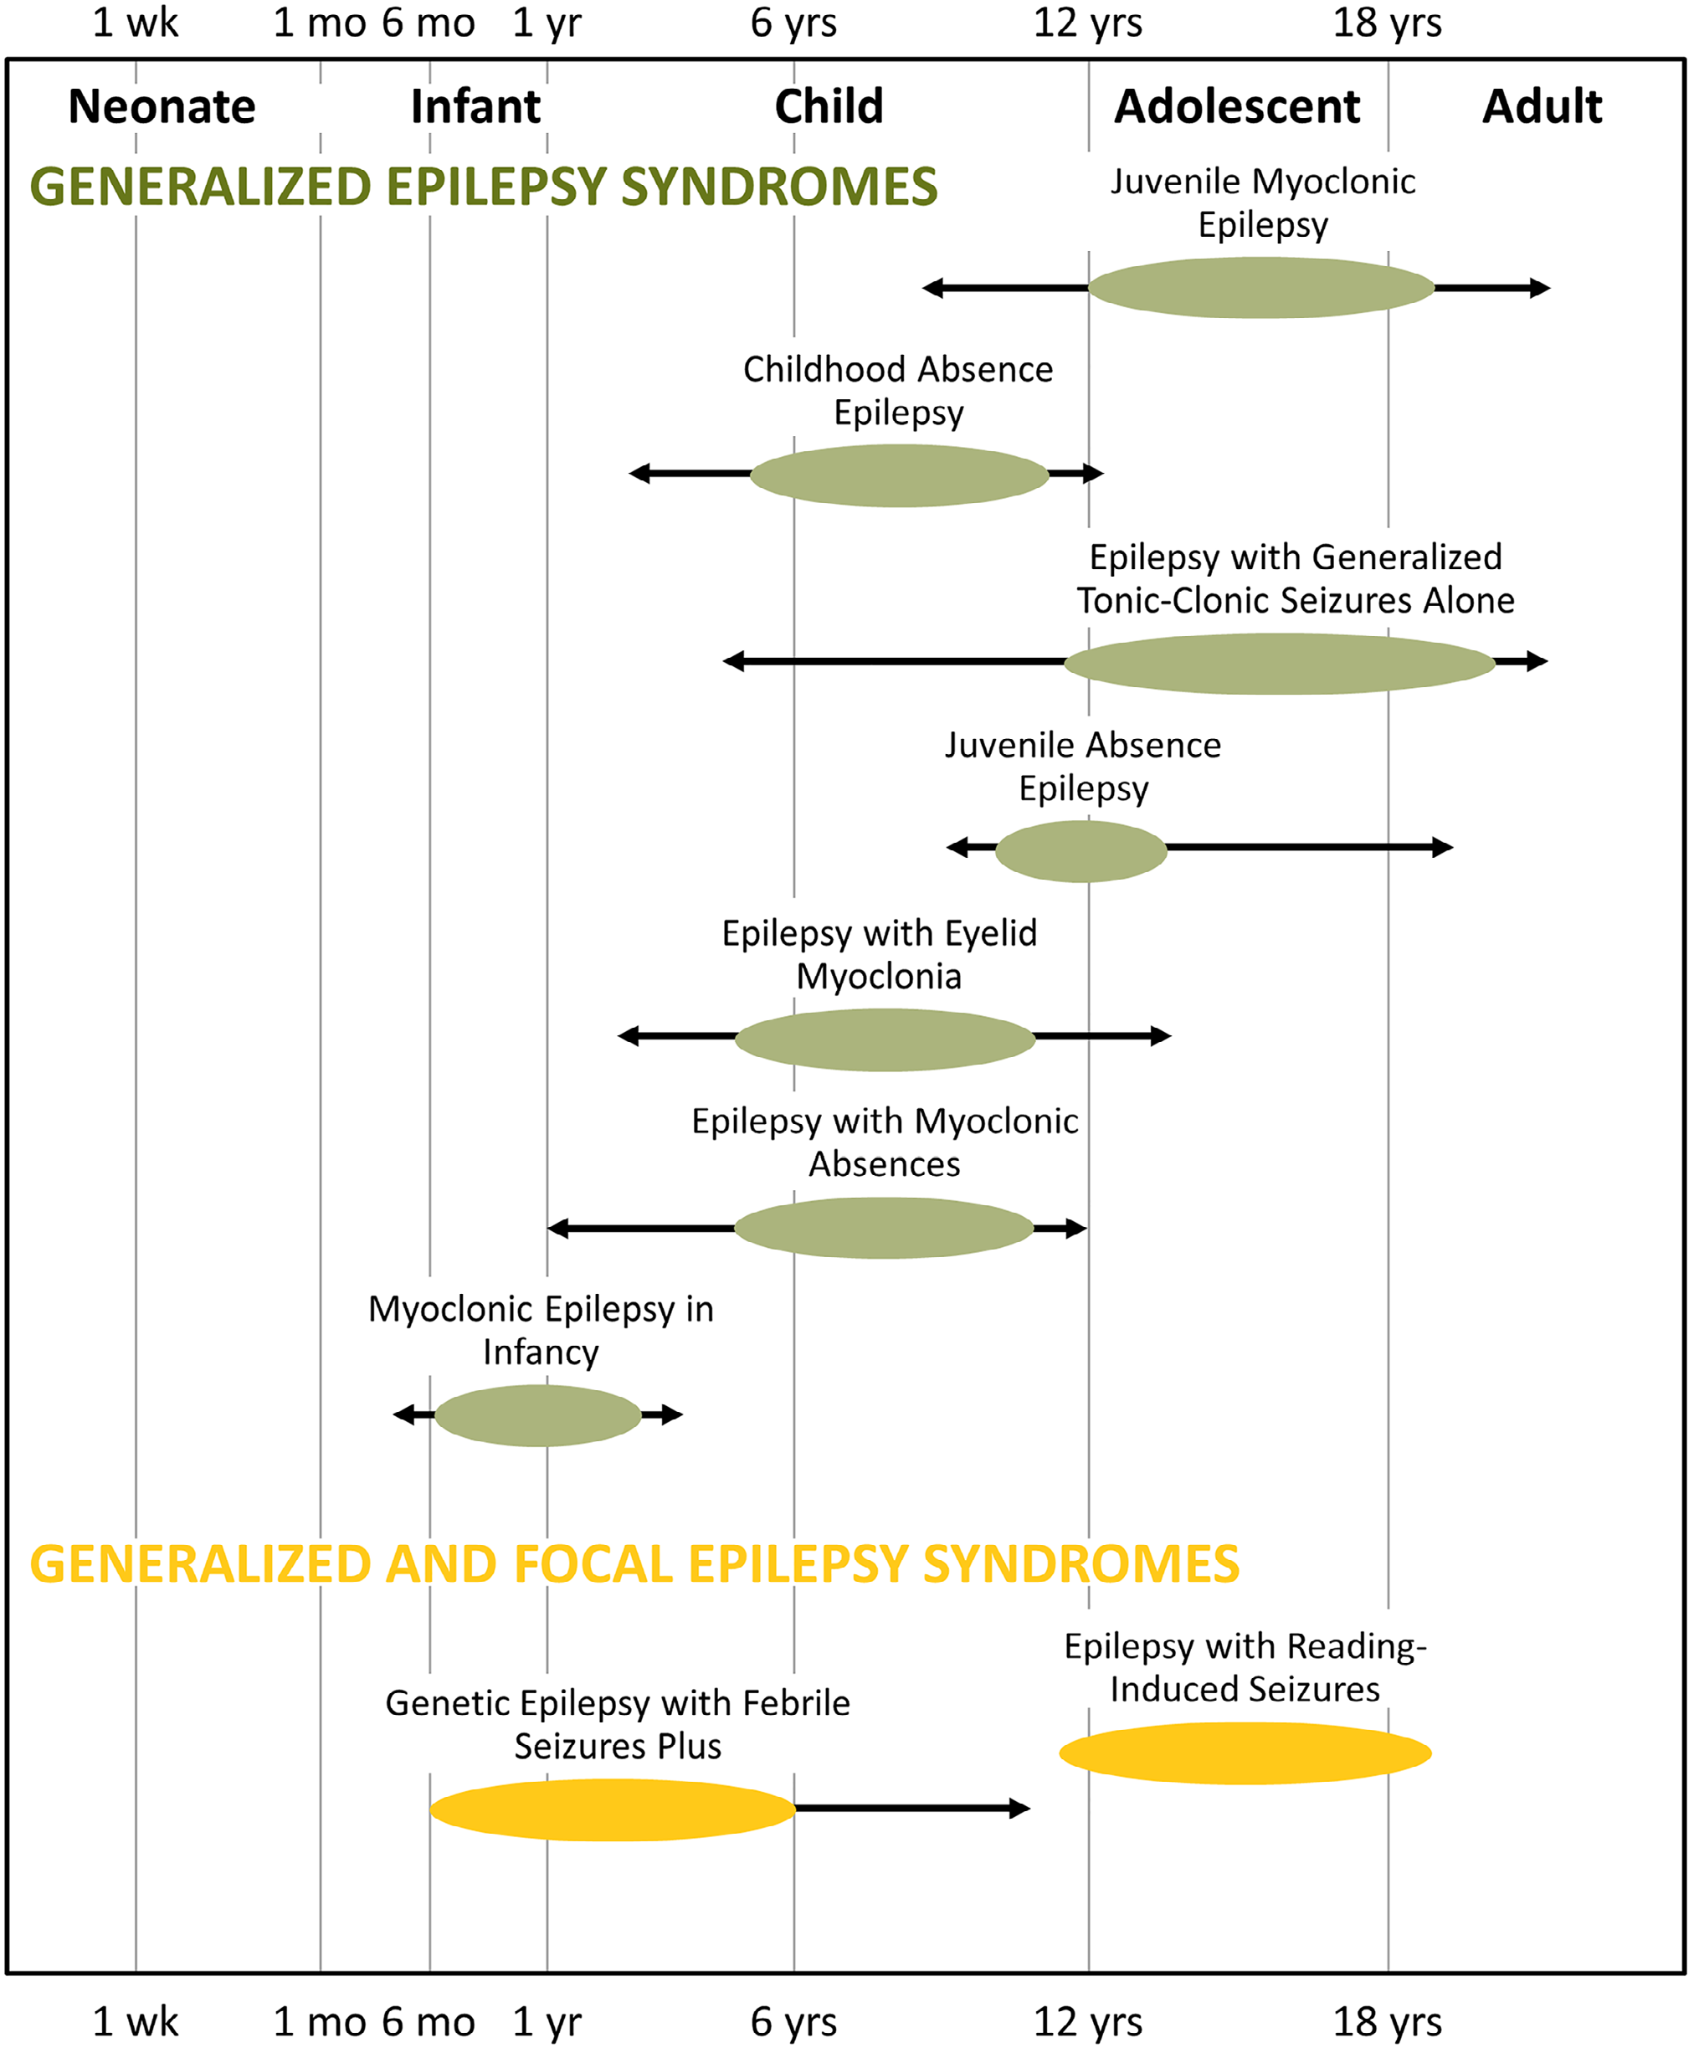 1 wk 1 mo 6 mo 1 yr 6 yrs 12 yrs 18 yrs
Neonate Infant Child Adolescent Adult
GENERALIZED EPILEPSY SYNDROMES
Juvenile Myoclonic
Epilepsy
Childhood Absence
Epilepsy
Epilepsy with Generalized
Tonic-Clonic Seizures Alone
Juvenile Absence
Epilepsy
Epilepsy with Eyelid
Myoclonia
Epilepsy with Myoclonic
Absences
Myoclonic Epilepsy in
Infancy
GENERALIZED AND FOCAL EPILEPSY SYNDROMES
Epilepsy with Reading-
Induced Seizures
Genetic Epilepsy with Febrile
Seizures Plus
1 wk 1 mo 6 mo 1 yr 6 yrs 12 yrs 18 yrs